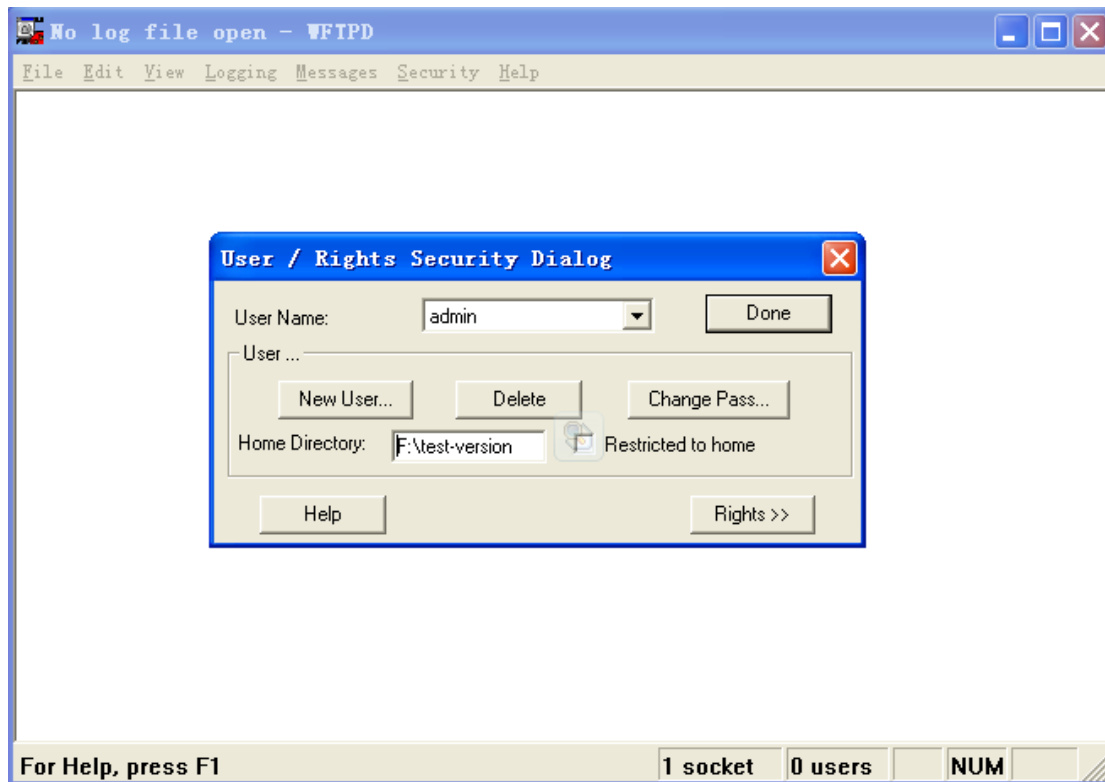 No log file open - WFTPD
File Edit View Logging Messages Security Help
User / Rights Security Dialog
User Name: admin Done
User ...
New User... Delete Change Pass...
Home Directory: F:\test-version Restricted to home
Help Rights >>
For Help, press F1 1 socket 0 users NUM